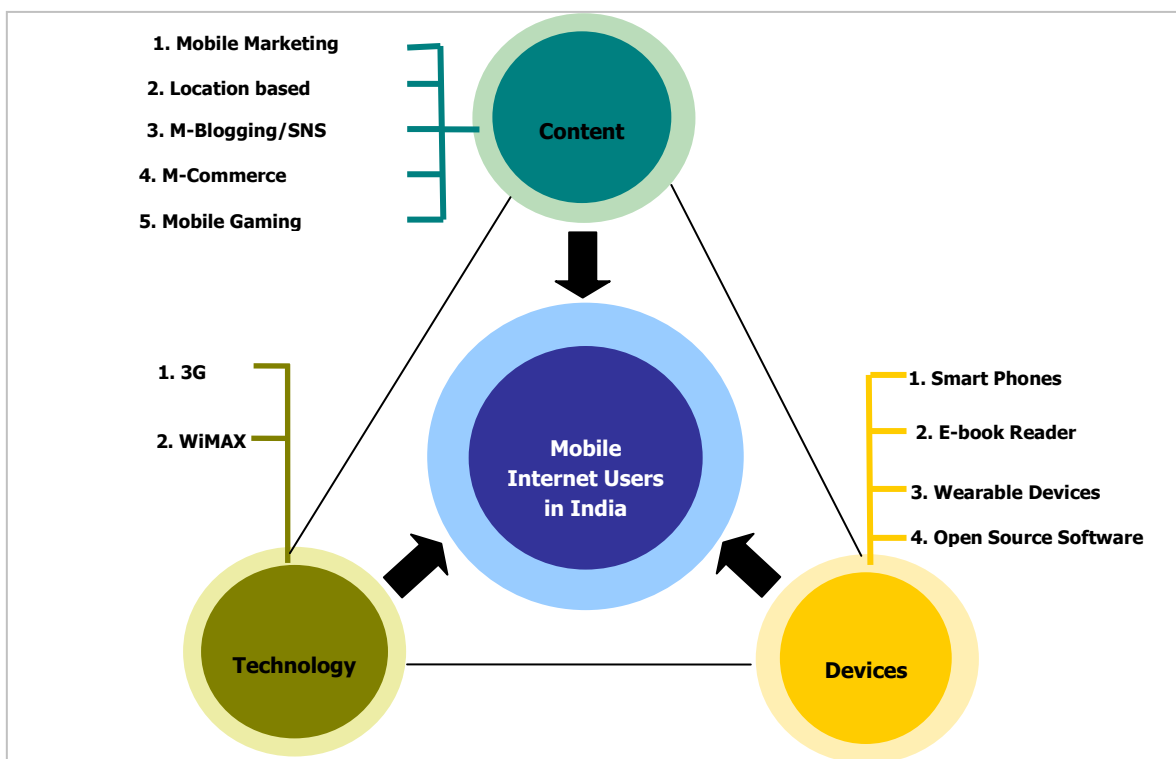 1. Mobile Marketing
2. Location based
3. M-Blogging/SNS
4. M-Commerce
5. Mobile Gaming
Content
1. 3G
2. WiMAX
Mobile
Internet Users
in India
1. Smart Phones
2. E-book Reader
3. Wearable Devices
4. Open Source Software
Technology
Devices